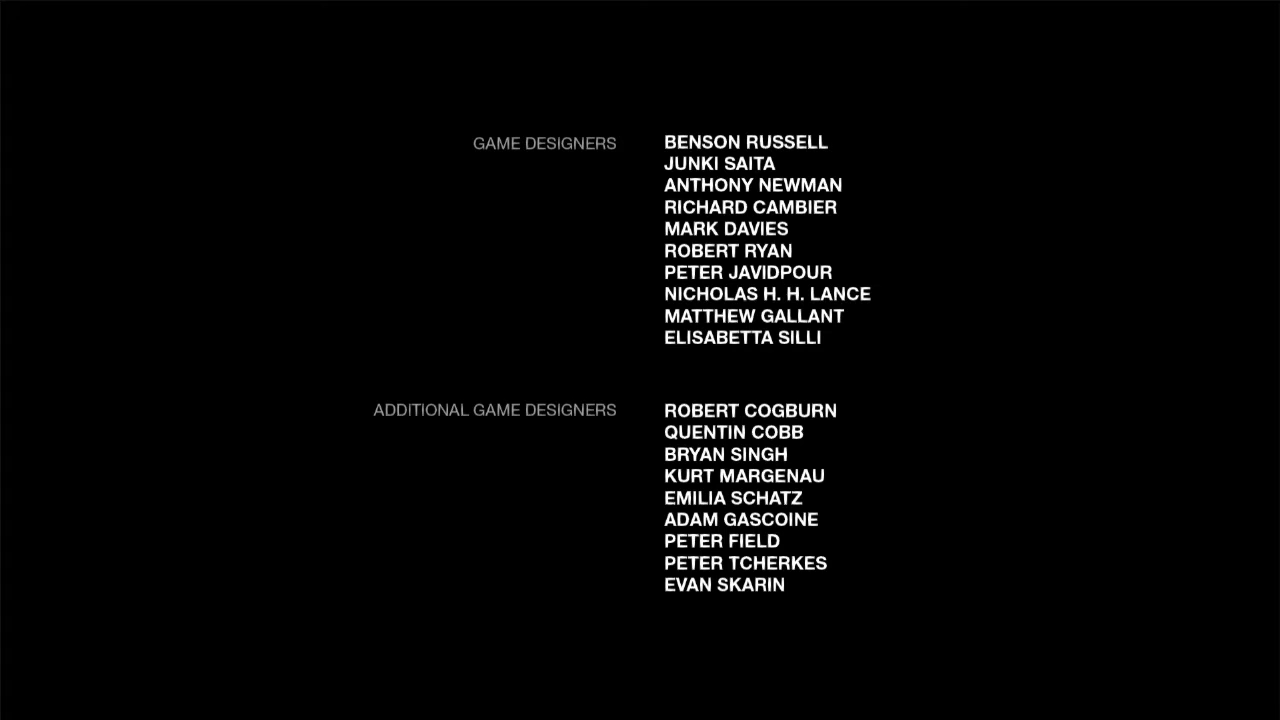 GAME DESIGNERS BENSON RUSSELL
JUNKI SAITA
ANTHONY NEWMAN
RICHARD CAMBIER
MARK DAVIES
ROBERT RYAN
PETER JAVIDPOUR
NICHOLAS H. H. LANCE
MATTHEW GALLANT
ELISABETTA SILLI
ADDITIONAL GAME DESIGNERS ROBERT COGBURN
QUENTIN COBB
BRYAN SINGH
KURT MARGENAU
EMILIA SCHATZ
ADAM GASCOINE
PETER FIELD
PETER TCHERKES
EVAN SKARIN